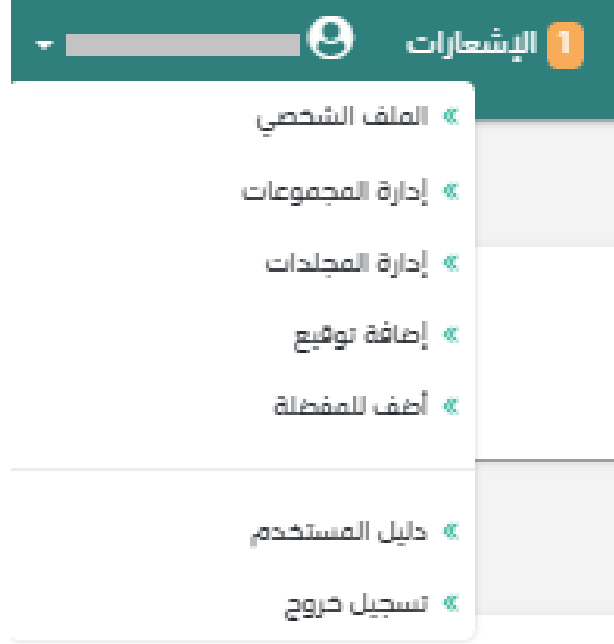 1 الإشعارات
الملف الشخصي
إدارة المجموعات
إدارة المجلدات
إضافة توقيع
أضف للمفضلة
دليل المستخدم
تسجيل خروج